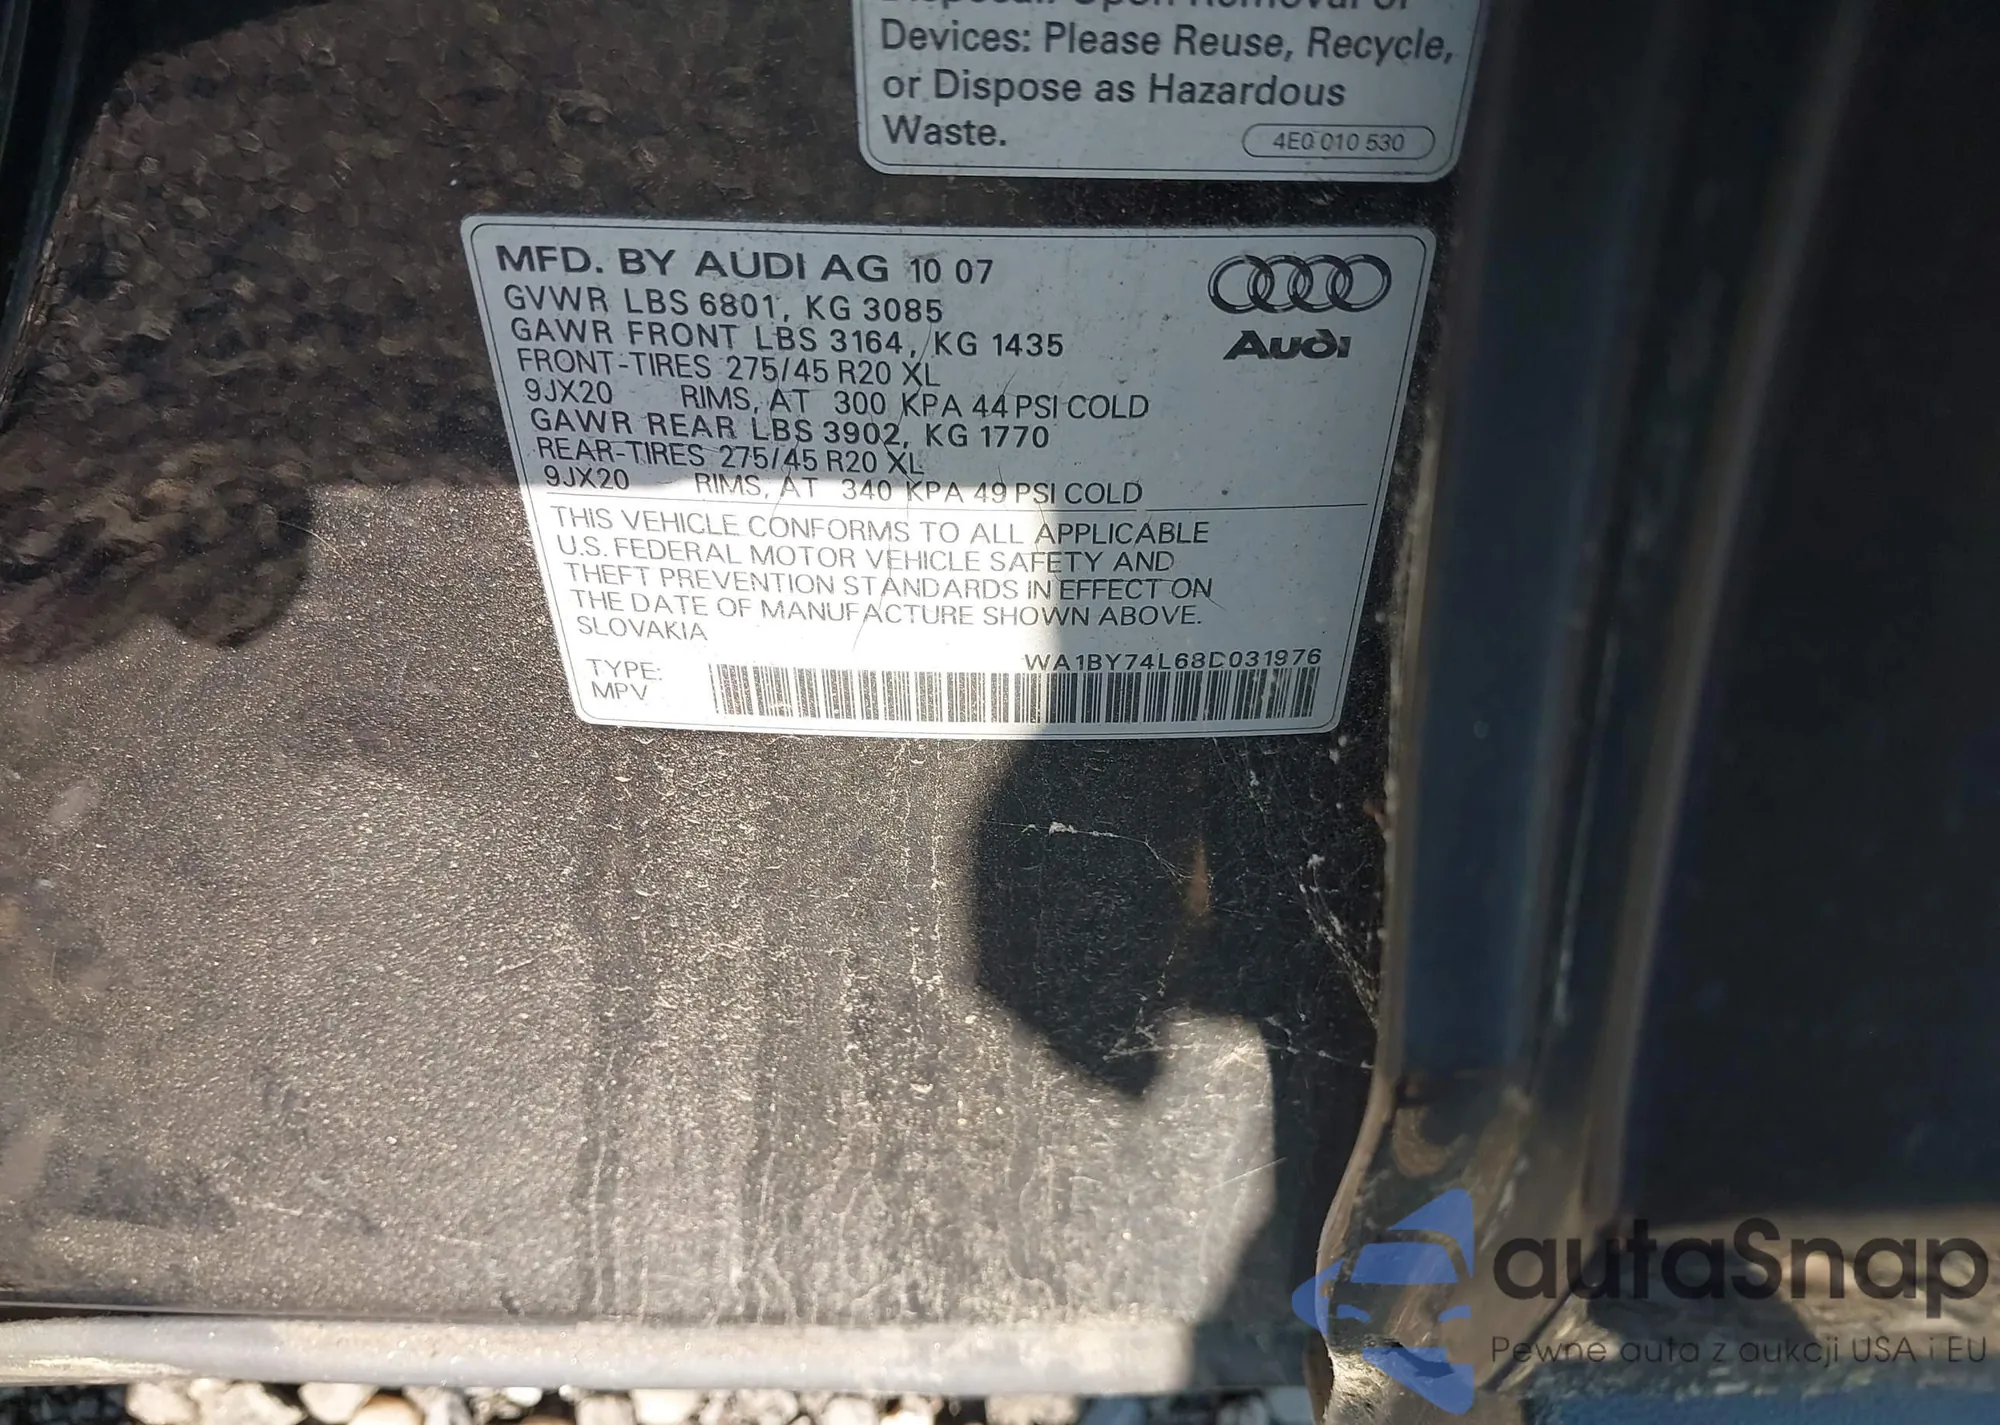 Disposal. Upon Removal of
Devices: Please Reuse, Recycle,
or Dispose as Hazardous
Waste.
4E0 010 530
MFD. BY AUDI AG 10 07
GVWR LBS 6801, KG 3085
GAWR FRONT LBS 3164, KG 1435
FRONT-TIRES 275/45 R20 XL
9JX20 RIMS, AT 300 KPA 44 PSI COLD
GAWR REAR LBS 3902, KG 1770
REAR-TIRES 275/45 R20 XL
9JX20 RIMS, AT 340 KPA 49 PSI COLD
Audi
THIS VEHICLE CONFORMS TO ALL APPLICABLE
U.S. FEDERAL MOTOR VEHICLE SAFETY AND
THEFT PREVENTION STANDARDS IN EFFECT ON
THE DATE OF MANUFACTURE SHOWN ABOVE.
SLOVAKIA
TYPE:
MPV
WA1BY74L68D031976
autaSnap
Pewne auta z aukcji USA i EU